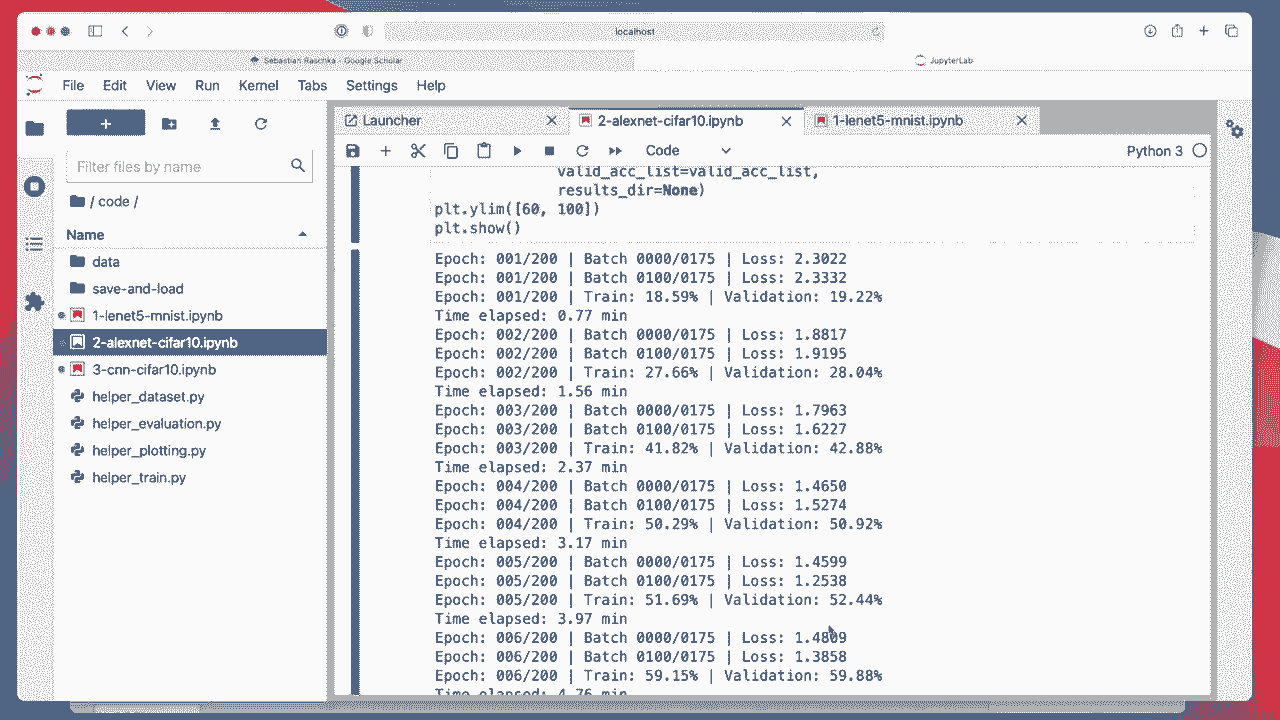 localhost
Sebastian Raschka - Google Scholar
JupyterLab
File Edit View Run Kernel Tabs Settings Help
Launcher
2-alexnet-cifar10.ipynb
1-lenet5-mnist.ipynb
Code
Python 3
Filter files by name
/ code /
Name
data
save-and-load
1-lenet5-mnist.ipynb
2-alexnet-cifar10.ipynb
3-cnn-cifar10.ipynb
helper_dataset.py
helper_evaluation.py
helper_plotting.py
helper_train.py
valid_acc_list=valid_acc_list,
results_dir=None)
plt.ylim([60, 100])
plt.show()
Epoch: 001/200 | Batch 0000/0175 | Loss: 2.3022
Epoch: 001/200 | Batch 0100/0175 | Loss: 2.3332
Epoch: 001/200 | Train: 18.59% | Validation: 19.22%
Time elapsed: 0.77 min
Epoch: 002/200 | Batch 0000/0175 | Loss: 1.8817
Epoch: 002/200 | Batch 0100/0175 | Loss: 1.9195
Epoch: 002/200 | Train: 27.66% | Validation: 28.04%
Time elapsed: 1.56 min
Epoch: 003/200 | Batch 0000/0175 | Loss: 1.7963
Epoch: 003/200 | Batch 0100/0175 | Loss: 1.6227
Epoch: 003/200 | Train: 41.82% | Validation: 42.88%
Time elapsed: 2.37 min
Epoch: 004/200 | Batch 0000/0175 | Loss: 1.4650
Epoch: 004/200 | Batch 0100/0175 | Loss: 1.5274
Epoch: 004/200 | Train: 50.29% | Validation: 50.92%
Time elapsed: 3.17 min
Epoch: 005/200 | Batch 0000/0175 | Loss: 1.4599
Epoch: 005/200 | Batch 0100/0175 | Loss: 1.2538
Epoch: 005/200 | Train: 51.69% | Validation: 52.44%
Time elapsed: 3.97 min
Epoch: 006/200 | Batch 0000/0175 | Loss: 1.4809
Epoch: 006/200 | Batch 0100/0175 | Loss: 1.3858
Epoch: 006/200 | Train: 59.15% | Validation: 59.88%
Time elapsed: 4.76 min